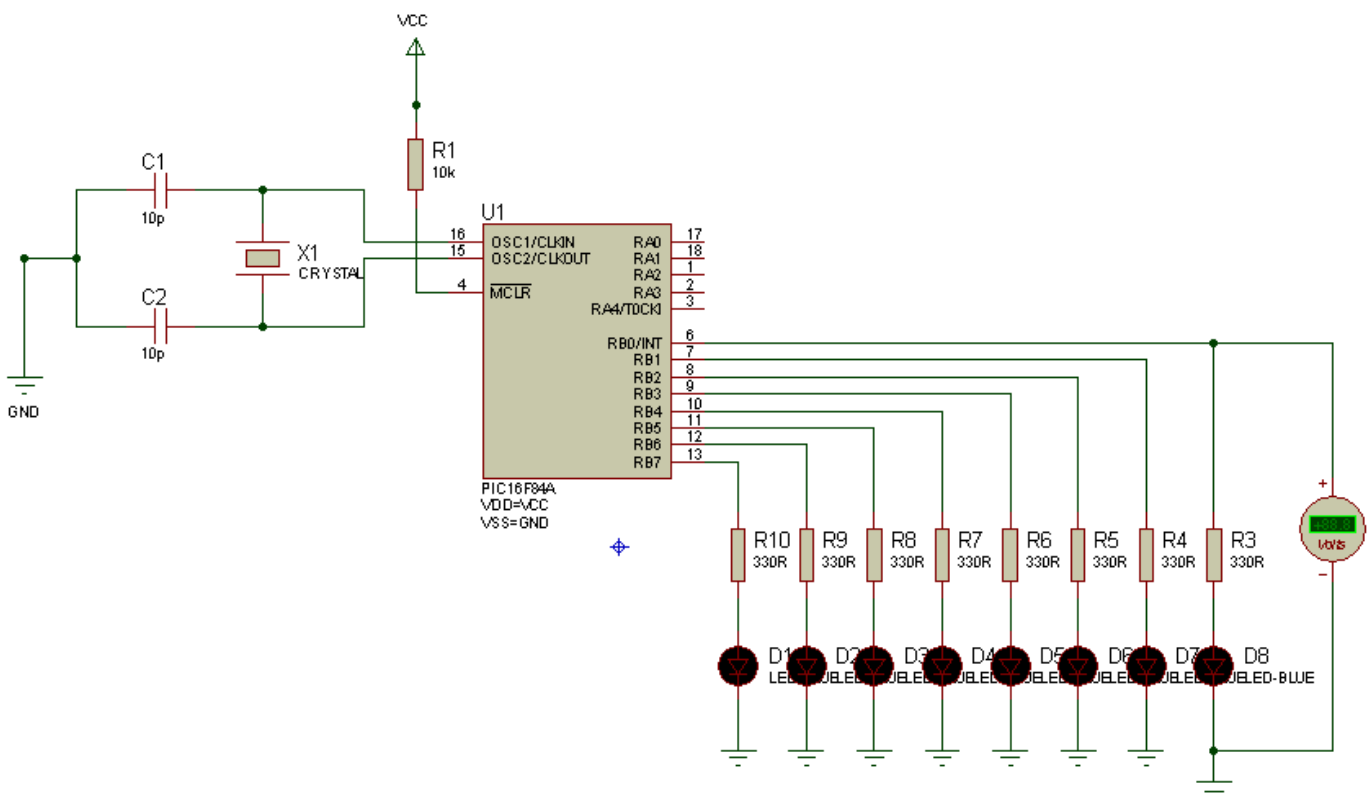 VCC
R1
10k
C1
10p
X1
CRYSTAL
C2
10p
GND
U1
16 OSC1/CLKIN
15 OSC2/CLKOUT
4 MCLR
RA0 17
RA1 18
RA2 1
RA3 2
RA4/T0CKI 3
RB0/INT 6
RB1 7
RB2 8
RB3 9
RB4 10
RB5 11
RB6 12
RB7 13
PIC16F84A
VDD=VCC
VSS=GND
+
Volts
−
R10 R9 R8 R7 R6 R5 R4 R3
330R 330R 330R 330R 330R 330R 330R 330R
D1 D2 D3 D4 D5 D6 D7 D8
LED-BLUE